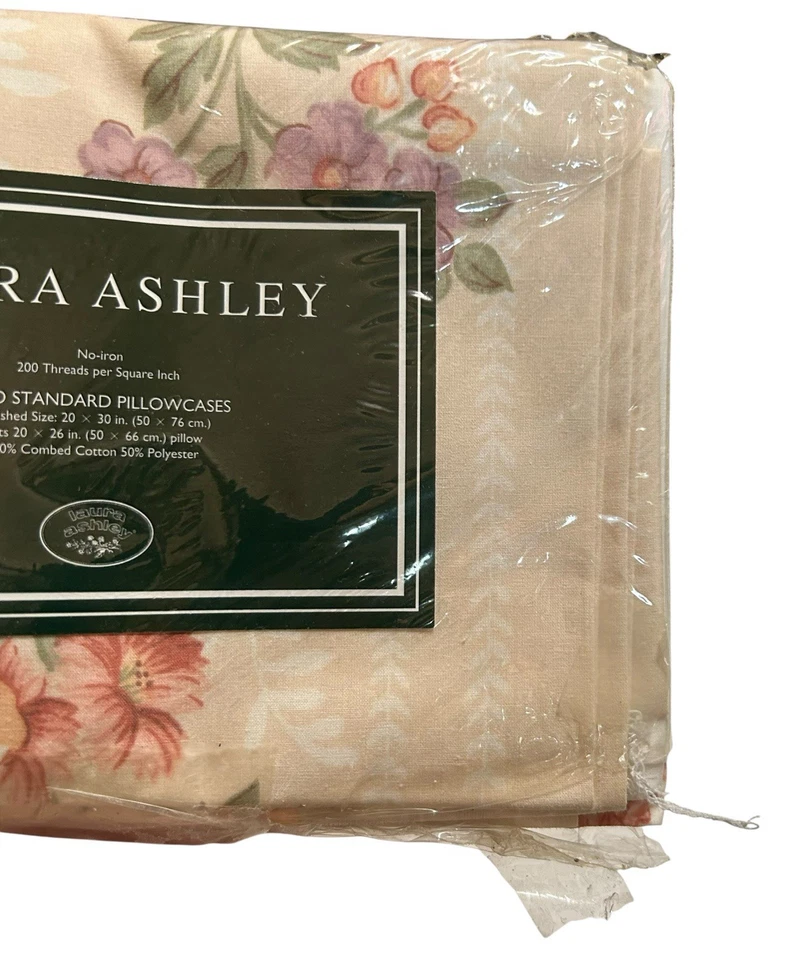 RA ASHLEY
No-iron
200 Threads per Square Inch
O STANDARD PILLOWCASES
shed Size: 20 × 30 in. (50 × 76 cm.)
ts 20 × 26 in. (50 × 66 cm.) pillow
0% Combed Cotton 50% Polyester
laura
ashley